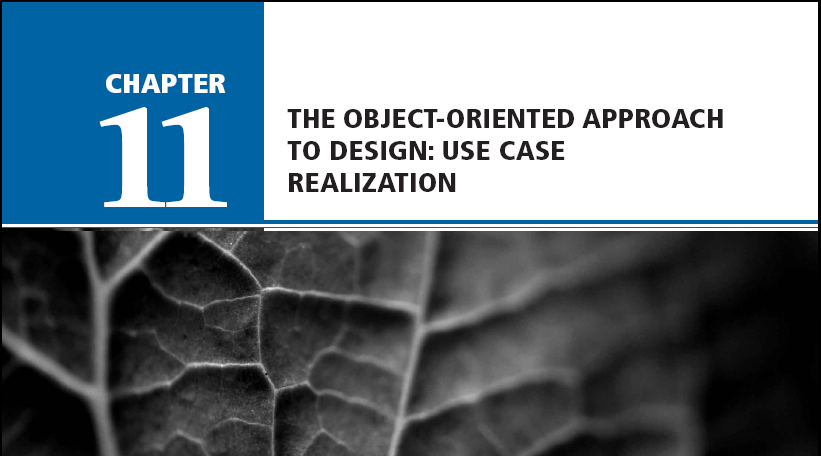 CHAPTER
11
THE OBJECT-ORIENTED APPROACH
TO DESIGN: USE CASE
REALIZATION